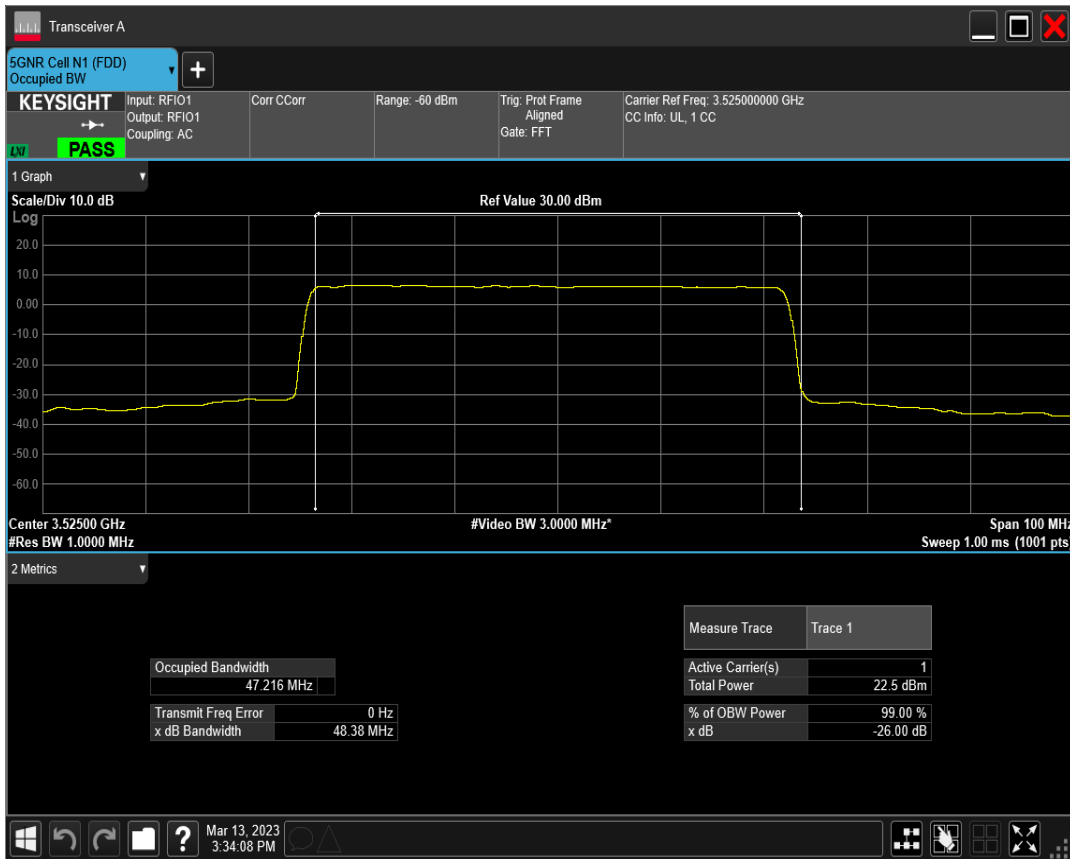 Transceiver A
5GNR Cell N1 (FDD)
Occupied BW
+
KEYSIGHT
LXI
PASS
Input: RFIO1
Output: RFIO1
Coupling: AC
Corr CCorr
Range: -60 dBm
Trig: Prot Frame
Aligned
Gate: FFT
Carrier Ref Freq: 3.525000000 GHz
CC Info: UL, 1 CC
1 Graph
Scale/Div 10.0 dB
Ref Value 30.00 dBm
Log
20.0
10.0
0.00
-10.0
-20.0
-30.0
-40.0
-50.0
-60.0
Center 3.52500 GHz
#Video BW 3.0000 MHz*
Span 100 MHz
#Res BW 1.0000 MHz
Sweep 1.00 ms (1001 pts)
2 Metrics
Measure Trace Trace 1
Occupied Bandwidth
47.216 MHz
Active Carrier(s) 1
Total Power 22.5 dBm
Transmit Freq Error 0 Hz
x dB Bandwidth 48.38 MHz
% of OBW Power 99.00 %
x dB -26.00 dB
?
Mar 13, 2023
3:34:08 PM